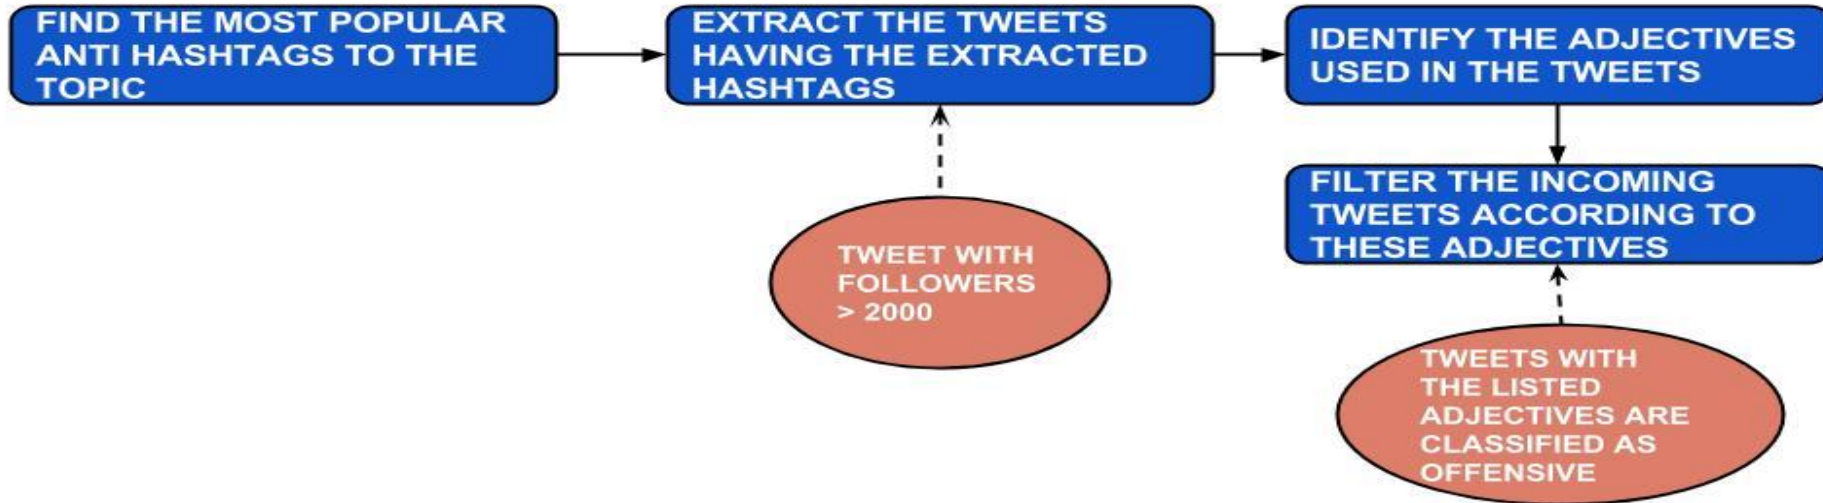 FIND THE MOST POPULAR
ANTI HASHTAGS TO THE
TOPIC
EXTRACT THE TWEETS
HAVING THE EXTRACTED
HASHTAGS
IDENTIFY THE ADJECTIVES
USED IN THE TWEETS
FILTER THE INCOMING
TWEETS ACCORDING TO
THESE ADJECTIVES
TWEET WITH
FOLLOWERS
> 2000
TWEETS WITH
THE LISTED
ADJECTIVES ARE
CLASSIFIED AS
OFFENSIVE